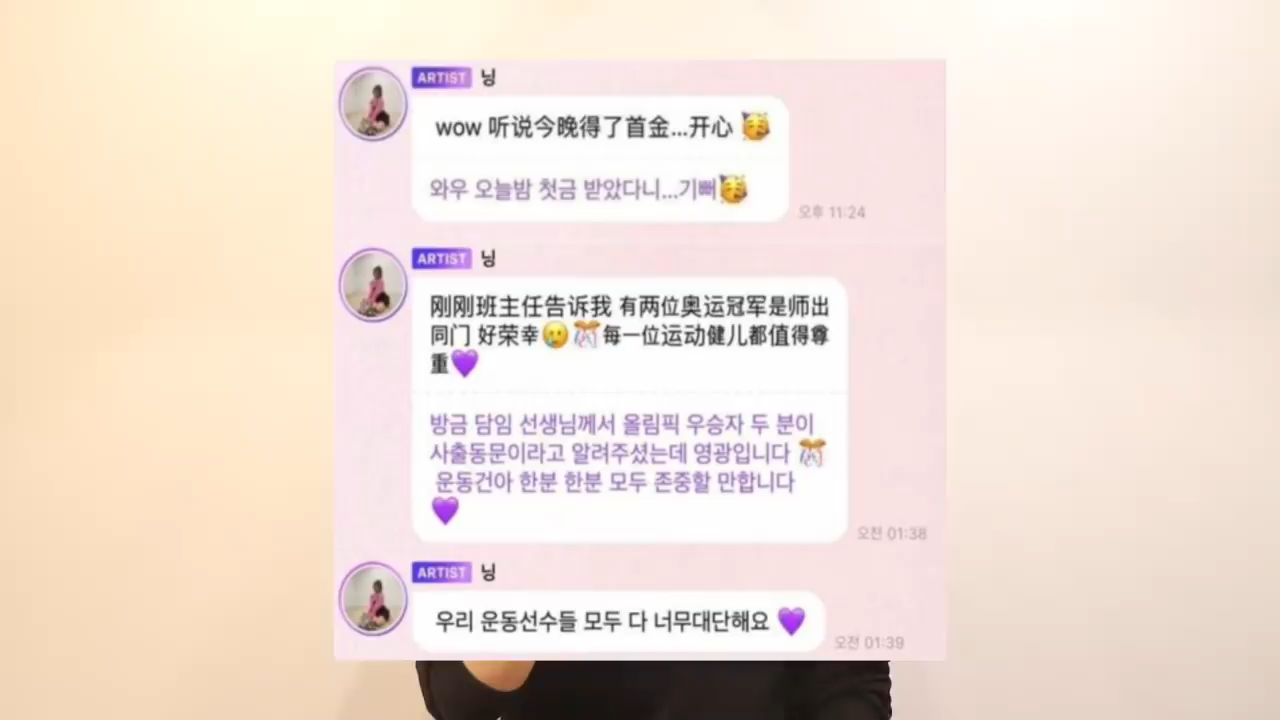 ARTIST 닝
wow 听说今晚得了首金...开心 🥳
와우 오늘밤 첫금 받았다니...기뻐🥳
오후 11:24
ARTIST 닝
刚刚班主任告诉我 有两位奥运冠军是师出
同门 好荣幸🥲🎊每一位运动健儿都值得尊
重💜
방금 담임 선생님께서 올림픽 우승자 두 분이
사출동문이라고 알려주셨는데 영광입니다 🎊
운동건아 한분 한분 모두 존중할 만합니다
💜
오전 01:38
ARTIST 닝
우리 운동선수들 모두 다 너무대단해요 💜
오전 01:39